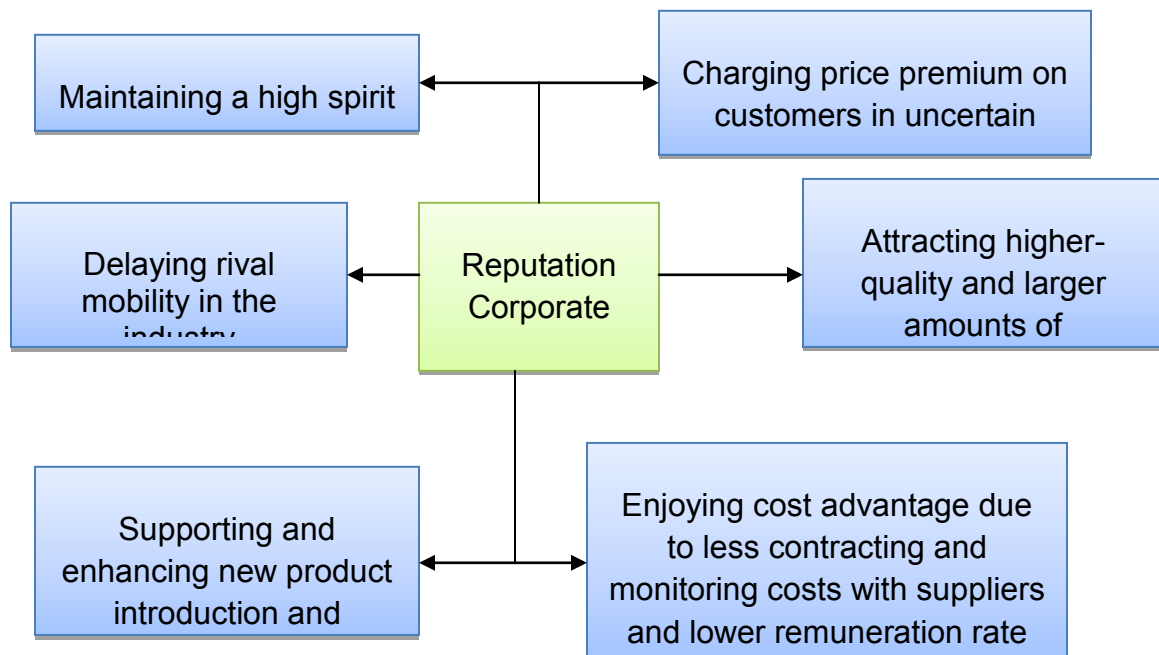 Maintaining a high spirit
Charging price premium on
customers in uncertain
Delaying rival
mobility in the
industry
Reputation
Corporate
Attracting higher-
quality and larger
amounts of
Supporting and
enhancing new product
introduction and
Enjoying cost advantage due
to less contracting and
monitoring costs with suppliers
and lower remuneration rate